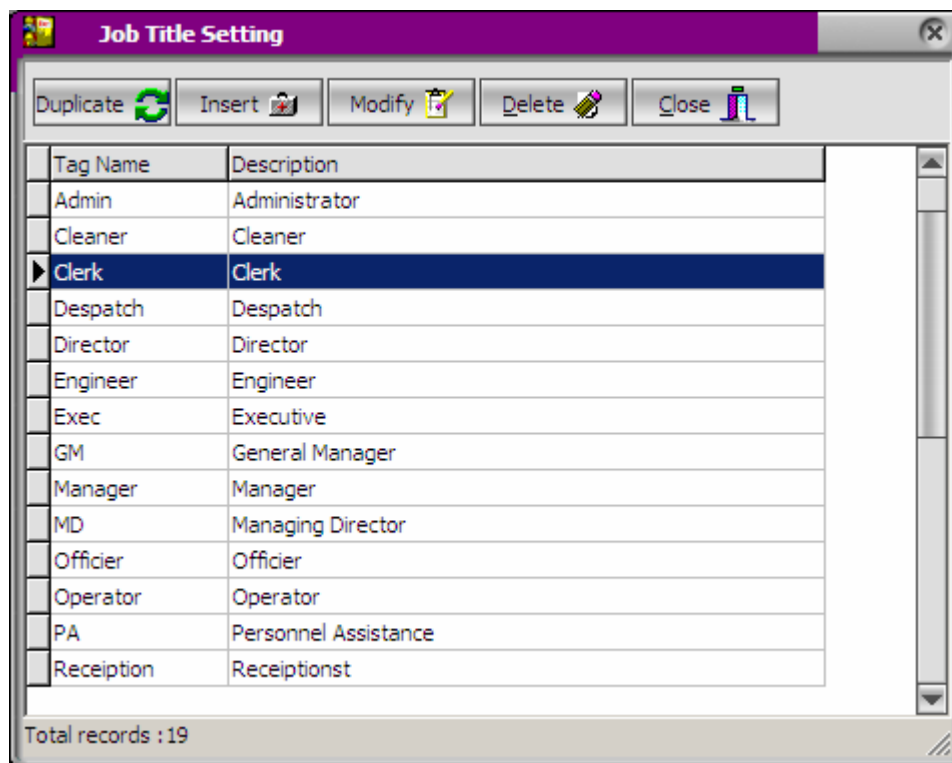 Job Title Setting
Duplicate Insert Modify Delete Close
Tag Name Description
Admin Administrator
Cleaner Cleaner
Clerk Clerk
Despatch Despatch
Director Director
Engineer Engineer
Exec Executive
GM General Manager
Manager Manager
MD Managing Director
Officier Officier
Operator Operator
PA Personnel Assistance
Receiption Receiptionst
Total records :19